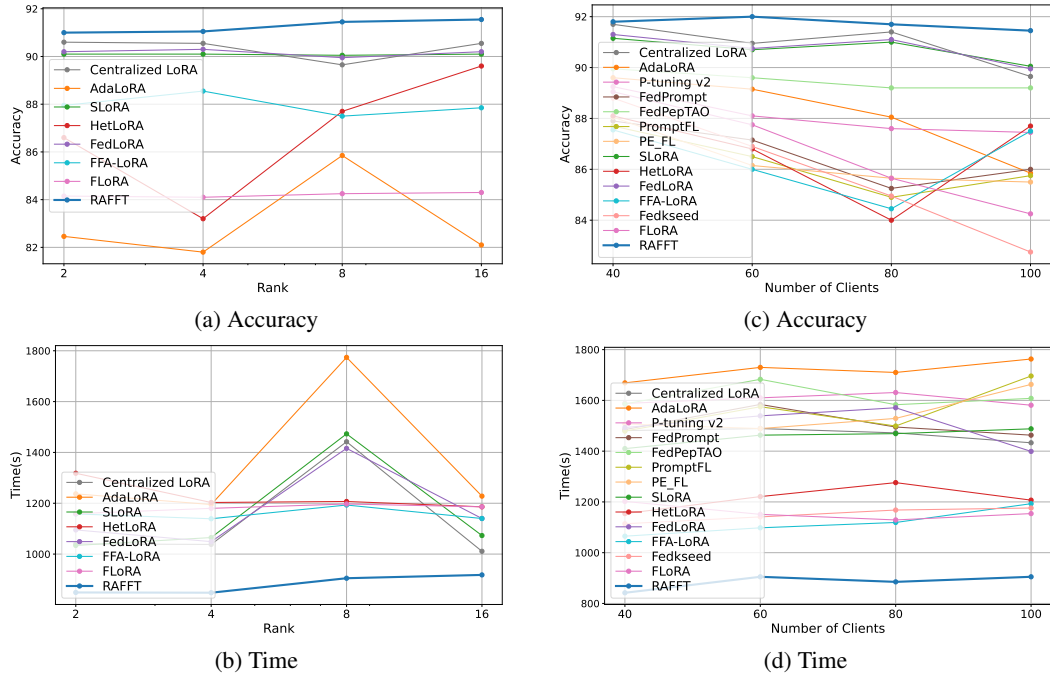 92
90
88
86
84
82
Accuracy
Centralized LoRA
AdaLoRA
SLoRA
HetLoRA
FedLoRA
FFA-LoRA
FLoRA
RAFFT
2
4
8
16
Rank
(a) Accuracy
92
90
88
86
84
Accuracy
Centralized LoRA
AdaLoRA
P-tuning v2
FedPrompt
FedPepTAO
PromptFL
PE_FL
SLoRA
HetLoRA
FedLoRA
FFA-LoRA
Fedkseed
FLoRA
RAFFT
40
60
80
100
Number of Clients
(c) Accuracy
1800
1600
1400
1200
1000
Time(s)
Centralized LoRA
AdaLoRA
SLoRA
HetLoRA
FedLoRA
FFA-LoRA
FLoRA
RAFFT
2
4
8
16
Rank
(b) Time
1800
1600
1400
1200
1000
800
Time(s)
Centralized LoRA
AdaLoRA
P-tuning v2
FedPrompt
FedPepTAO
PromptFL
PE_FL
SLoRA
HetLoRA
FedLoRA
FFA-LoRA
Fedkseed
FLoRA
RAFFT
40
60
80
100
Number of Clients
(d) Time